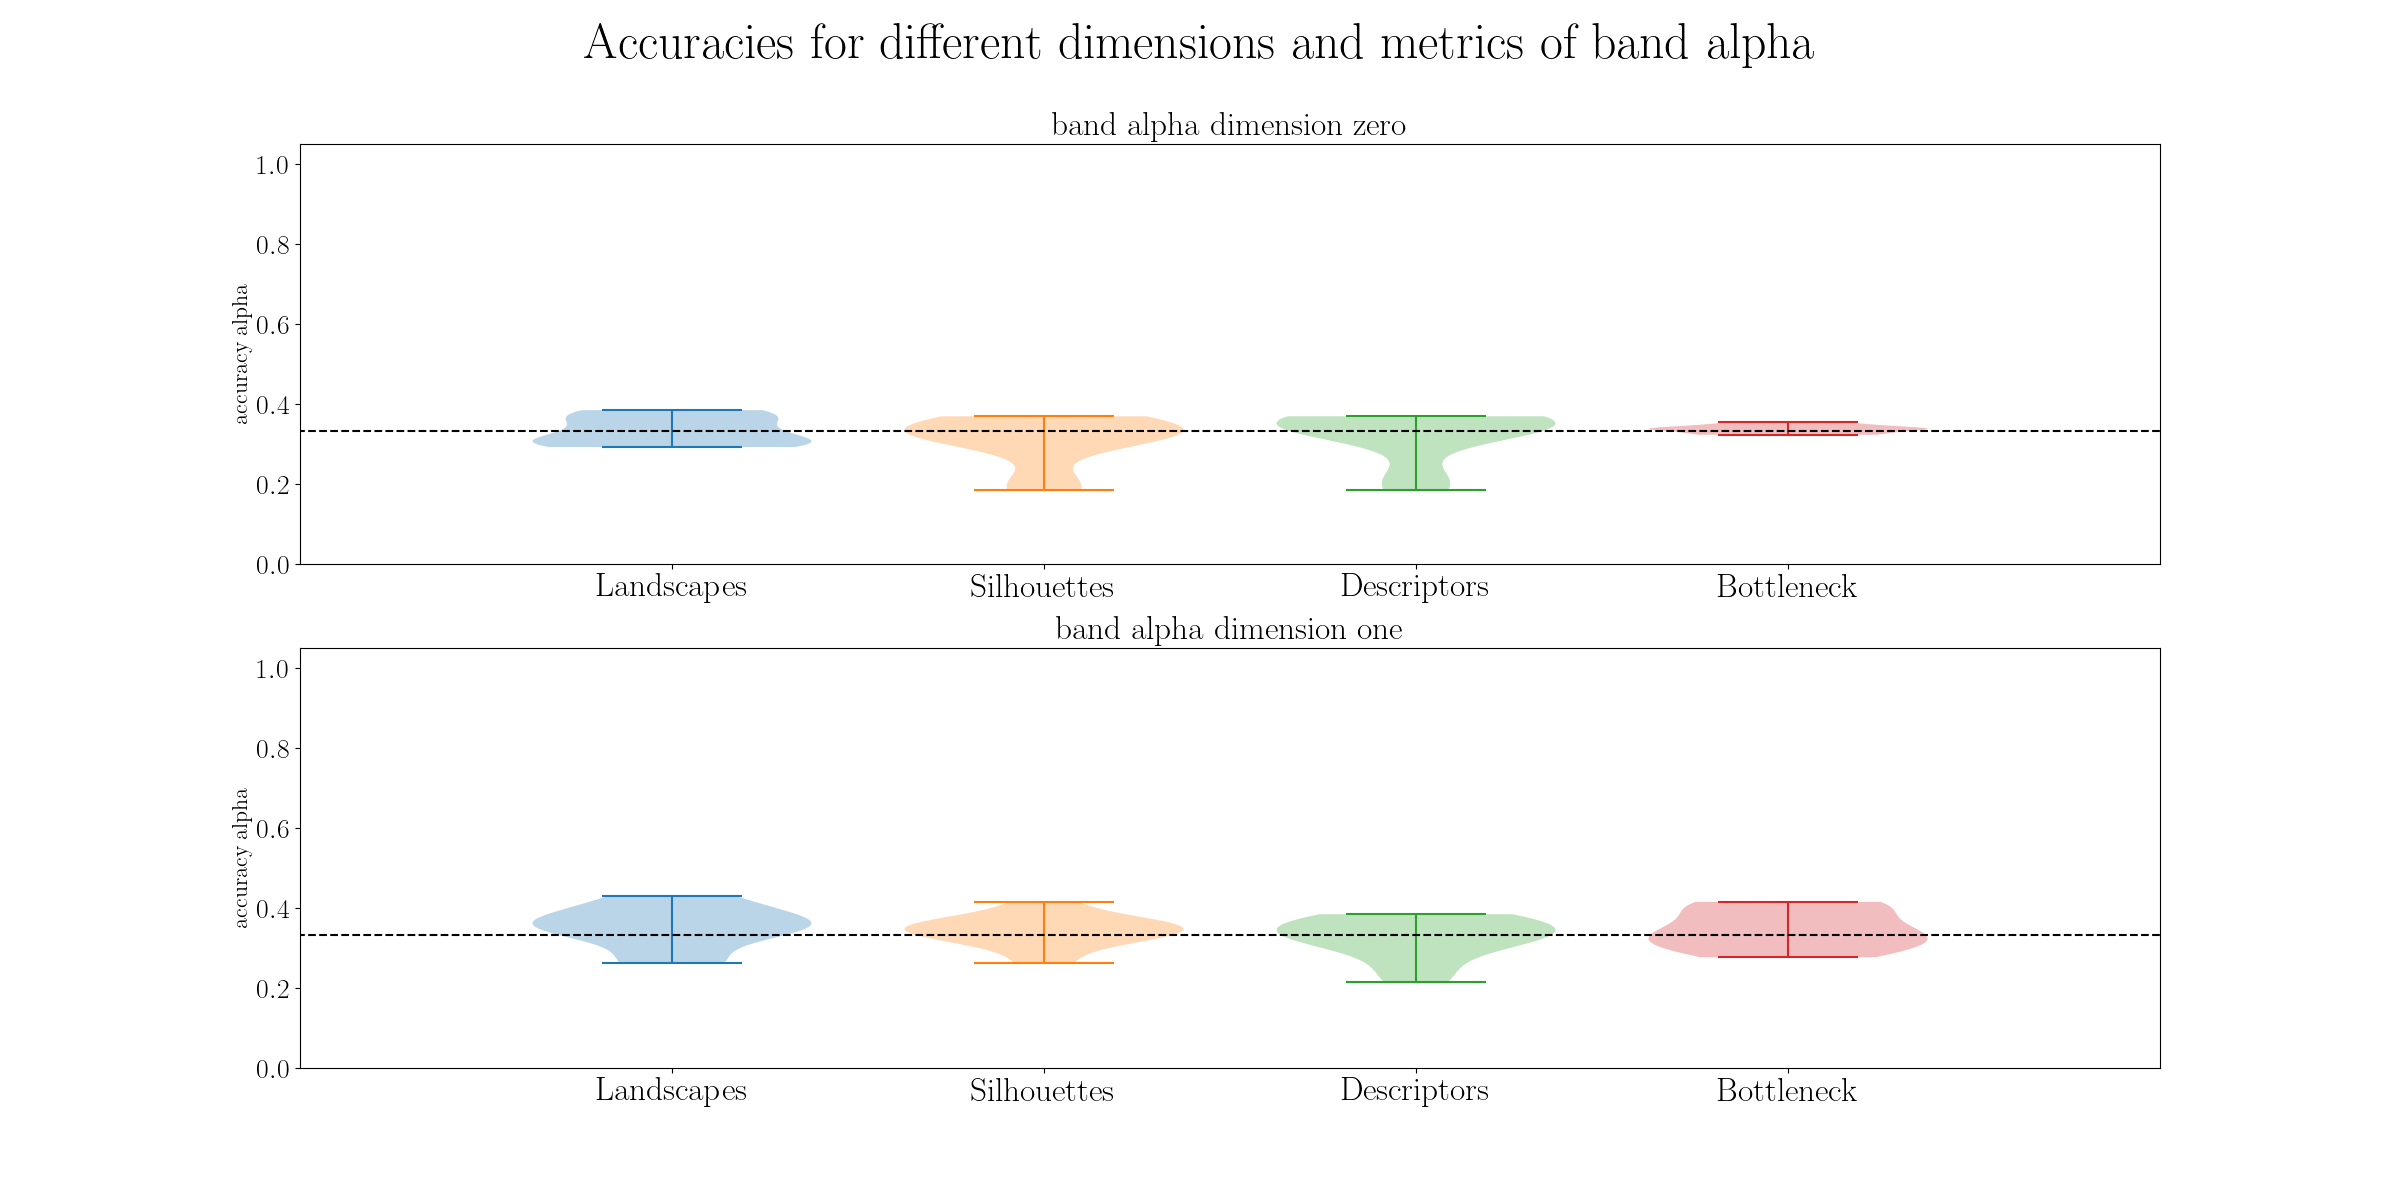 Accuracies for different dimensions and metrics of band alpha
band alpha dimension zero
accuracy alpha
1.0
0.8
0.6
0.4
0.2
0.0
Landscapes Silhouettes Descriptors Bottleneck
band alpha dimension one
accuracy alpha
1.0
0.8
0.6
0.4
0.2
0.0
Landscapes Silhouettes Descriptors Bottleneck